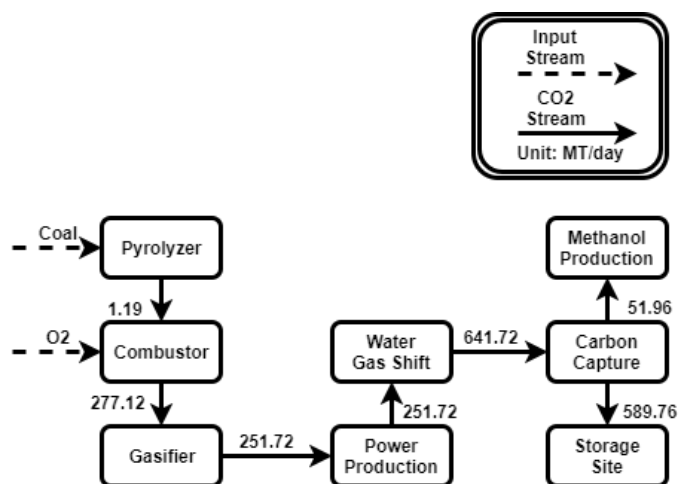 Input
Stream
CO2
Stream
Unit: MT/day
Coal
Pyrolyzer
Methanol
Production
1.19
51.96
O2
Combustor
Water
Gas Shift
641.72
Carbon
Capture
277.12
251.72
589.76
Gasifier
251.72
Power
Production
Storage
Site